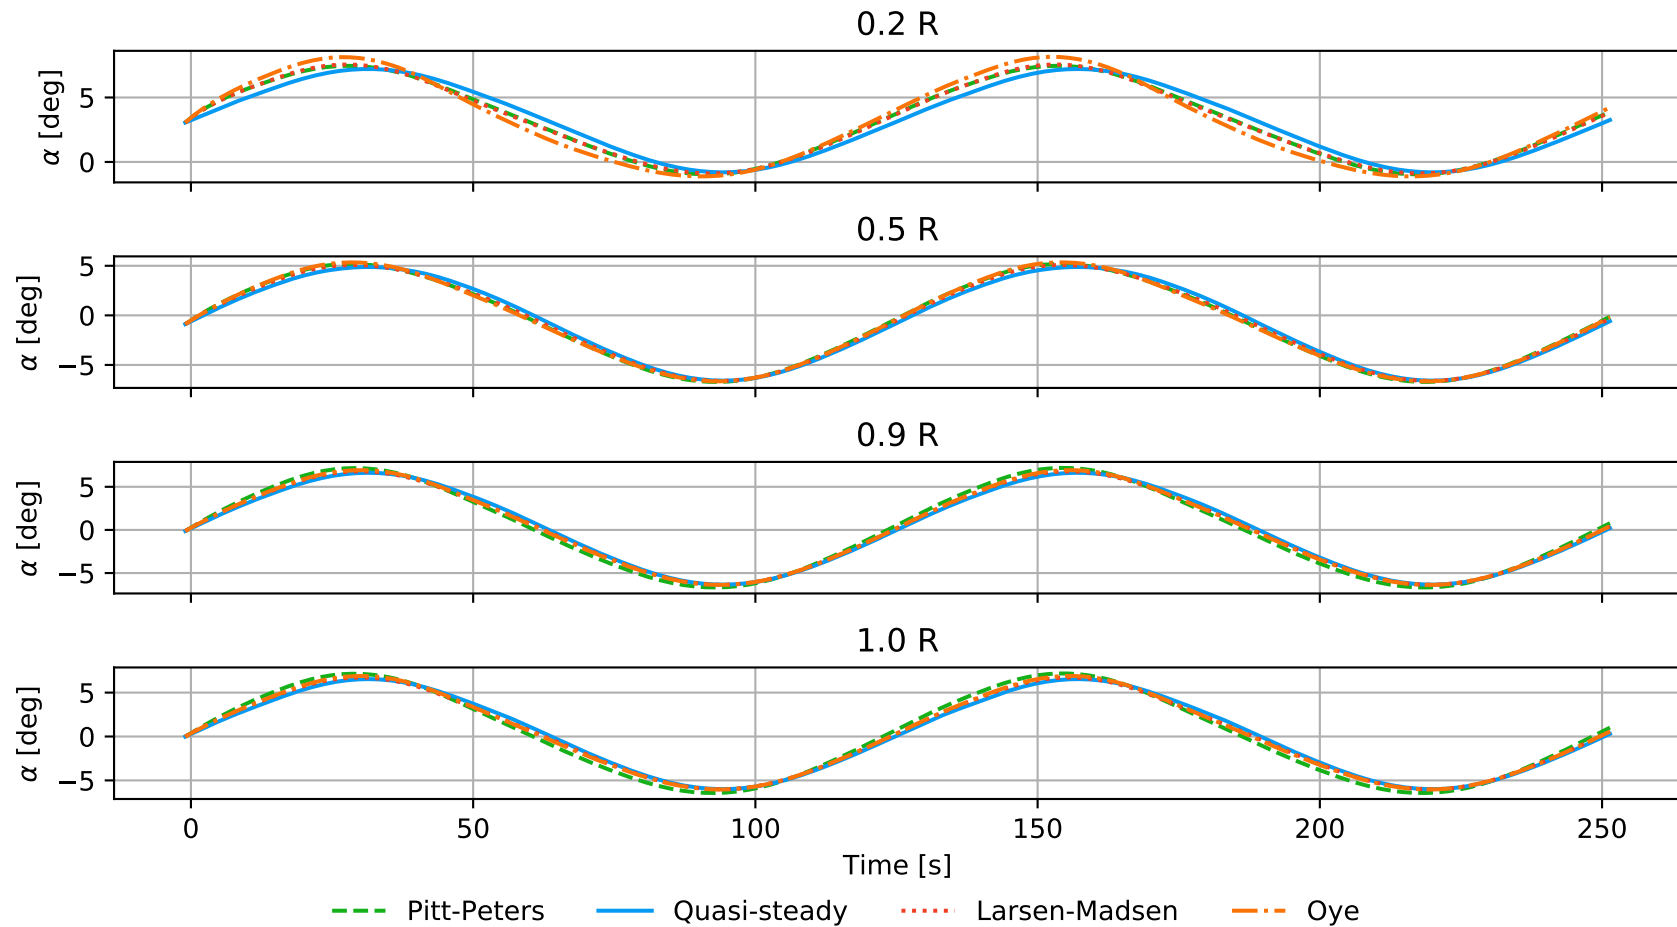 0.2 R
α [deg]
5
0
0.5 R
α [deg]
5
0
−5
0.9 R
α [deg]
5
0
−5
1.0 R
α [deg]
5
0
−5
0 50 100 150 200 250
Time [s]
Pitt-Peters Quasi-steady Larsen-Madsen Oye